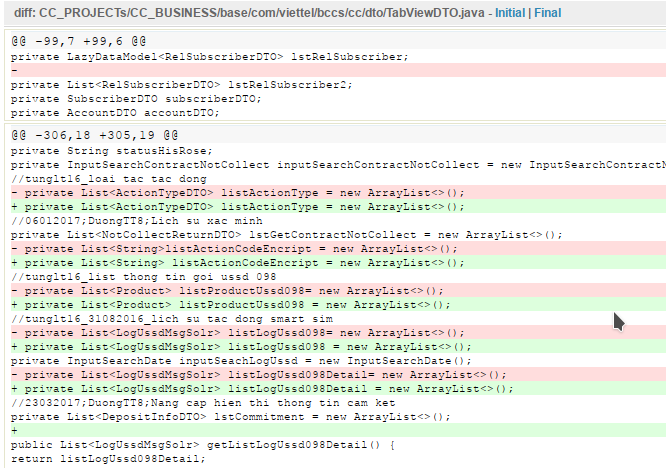 diff: CC_PROJECTs/CC_BUSINESS/base/com/viettel/bccs/cc/dto/TabViewDTO.java - Initial | Final
@@ -99,7 +99,6 @@
private LazyDataModel<RelSubscriberDTO> lstRelSubscriber;
-
private List<RelSubscriberDTO> lstRelSubscriber2;
private SubscriberDTO subscriberDTO;
private AccountDTO accountDTO;
@@ -306,18 +305,19 @@
private String statusHisRose;
private InputSearchContractNotCollect inputSearchContractNotCollect = new InputSearchContractN
//tunglt16_loai tac tac dong
- private List<ActionTypeDTO> listActionType = new ArrayList<>();
+ private List<ActionTypeDTO> listActionType = new ArrayList<>();
//06012017;DuongTT8;Lich su xac minh
private List<NotCollectReturnDTO> lstGetContractNotCollect = new ArrayList<>();
- private List<String>listActionCodeEncript = new ArrayList<>();
+ private List<String> listActionCodeEncript = new ArrayList<>();
//tunglt16_list thong tin goi ussd 098
- private List<Product> listProductUssd098= new ArrayList<>();
+ private List<Product> listProductUssd098 = new ArrayList<>();
//tunglt16_31082016_lich su tac dong smart sim
- private List<LogUssdMsgSolr> listLogUssd098= new ArrayList<>();
+ private List<LogUssdMsgSolr> listLogUssd098 = new ArrayList<>();
private InputSearchDate inputSeachLogUssd = new InputSearchDate();
- private List<LogUssdMsgSolr> listLogUssd098Detail= new ArrayList<>();
+ private List<LogUssdMsgSolr> listLogUssd098Detail = new ArrayList<>();
//23032017;DuongTT8;Nang cap hien thi thong tin cam ket
private List<DepositInfoDTO> lstCommitment = new ArrayList<>();
+
public List<LogUssdMsgSolr> getListLogUssd098Detail() {
return listLogUssd098Detail;